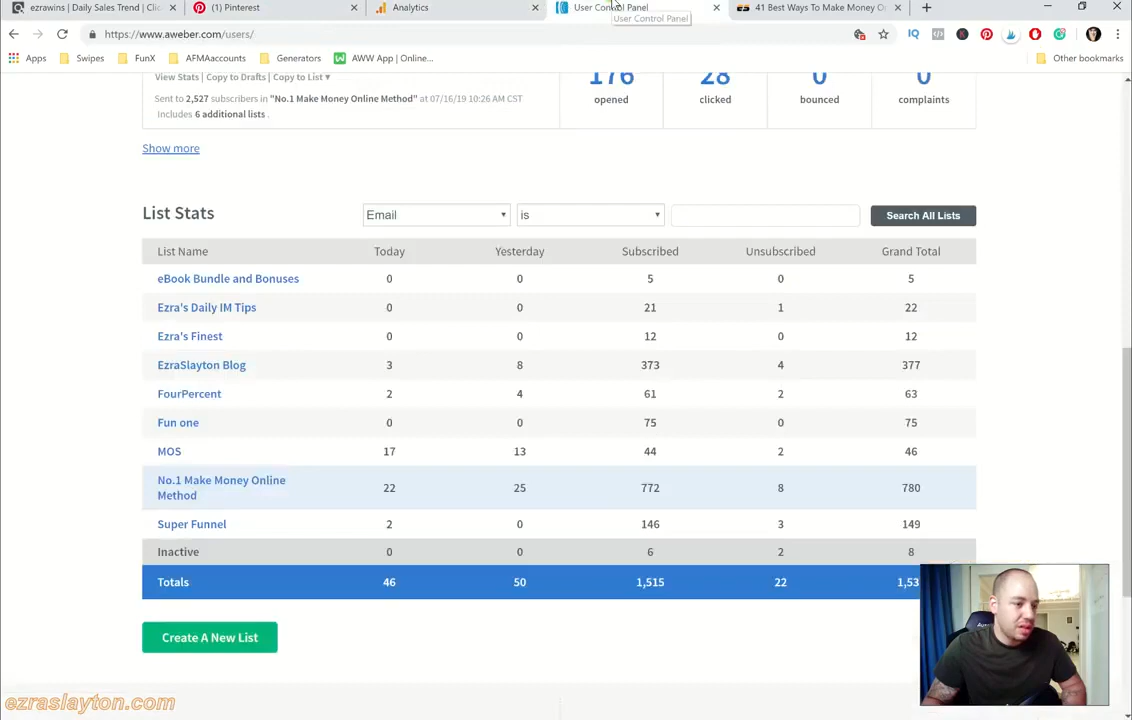 ezrawins | Daily Sales Trend | Clic
(1) Pinterest
Analytics
User Control Panel
41 Best Ways To Make Money O
User Control Panel
https://www.aweber.com/users/
Apps Swipes FunX AFMAaccounts Generators AWW App | Online... Other bookmarks
View Stats | Copy to Drafts | Copy to List ▾
Sent to 2,527 subscribers in "No.1 Make Money Online Method" at 07/16/19 10:26 AM CST
Includes 6 additional lists .
176 28 0 0
opened clicked bounced complaints
Show more
List Stats Email is Search All Lists
List Name Today Yesterday Subscribed Unsubscribed Grand Total
eBook Bundle and Bonuses 0 0 5 0 5
Ezra's Daily IM Tips 0 0 21 1 22
Ezra's Finest 0 0 12 0 12
EzraSlayton Blog 3 8 373 4 377
FourPercent 2 4 61 2 63
Fun one 0 0 75 0 75
MOS 17 13 44 2 46
No.1 Make Money Online
Method 22 25 772 8 780
Super Funnel 2 0 146 3 149
Inactive 0 0 6 2 8
Totals 46 50 1,515 22 1,53
Create A New List
ezraslayton.com